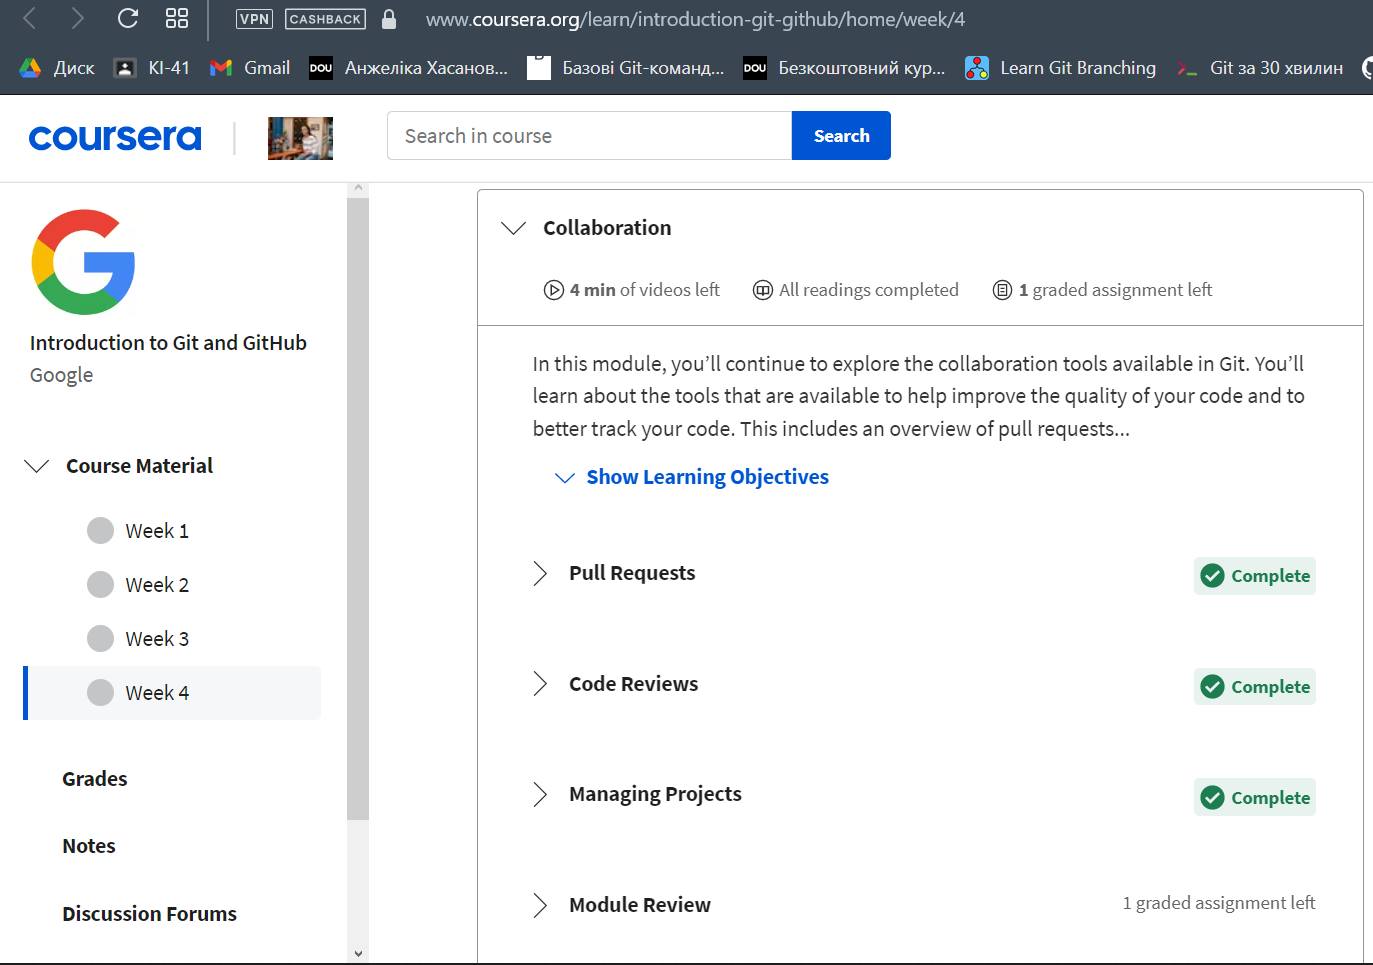 VPN CASHBACK www.coursera.org/learn/introduction-git-github/home/week/4
Диск КІ-41 Gmail DOU Анжеліка Хасанов... Базові Git-команд... DOU Безкоштовний кур... Learn Git Branching Git за 30 хвилин
coursera
Search in course
Search
Introduction to Git and GitHub
Google
Course Material
Week 1
Week 2
Week 3
Week 4
Grades
Notes
Discussion Forums
Collaboration
4 min of videos left All readings completed 1 graded assignment left
In this module, you’ll continue to explore the collaboration tools available in Git. You’ll
learn about the tools that are available to help improve the quality of your code and to
better track your code. This includes an overview of pull requests...
Show Learning Objectives
Pull Requests Complete
Code Reviews Complete
Managing Projects Complete
Module Review 1 graded assignment left